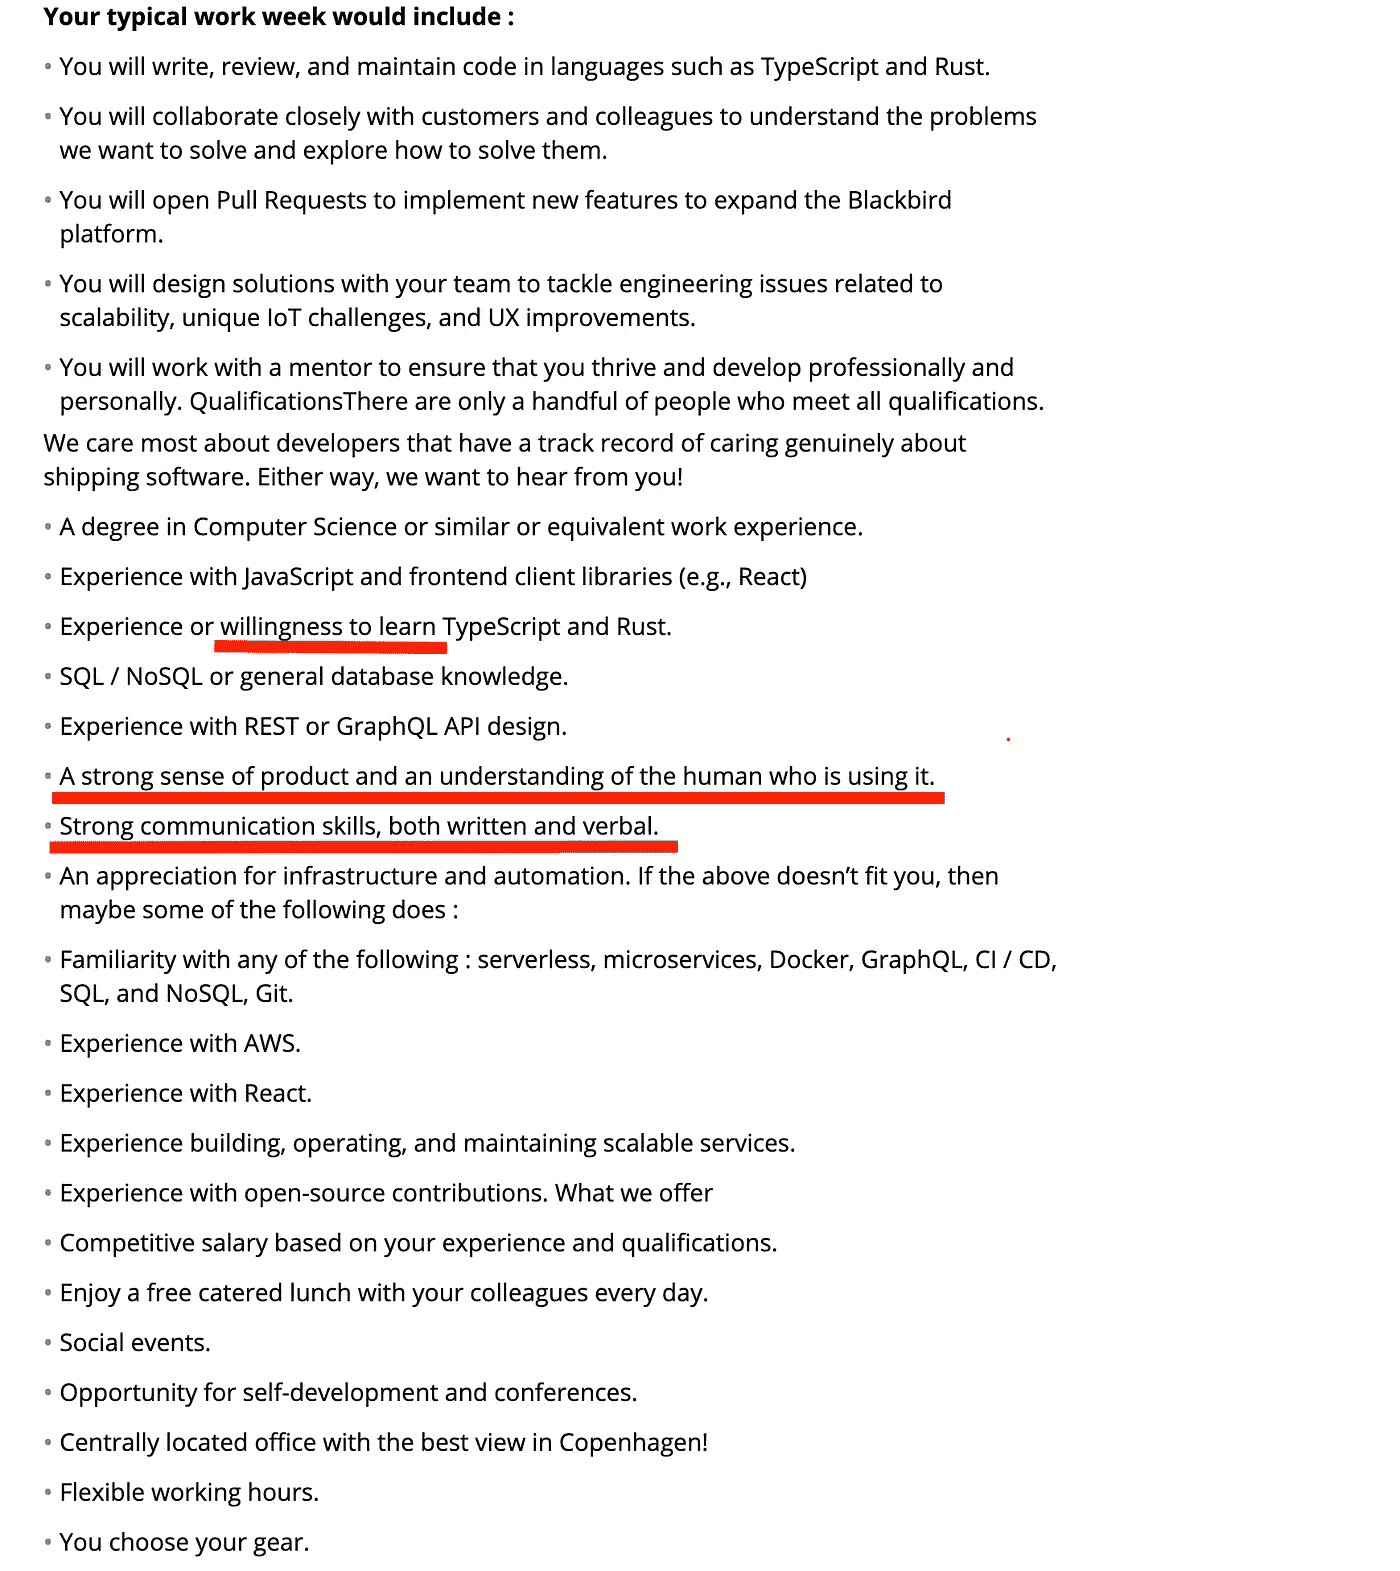 Your typical work week would include :
• You will write, review, and maintain code in languages such as TypeScript and Rust.
• You will collaborate closely with customers and colleagues to understand the problems
we want to solve and explore how to solve them.
• You will open Pull Requests to implement new features to expand the Blackbird
platform.
• You will design solutions with your team to tackle engineering issues related to
scalability, unique IoT challenges, and UX improvements.
• You will work with a mentor to ensure that you thrive and develop professionally and
personally. QualificationsThere are only a handful of people who meet all qualifications.
We care most about developers that have a track record of caring genuinely about
shipping software. Either way, we want to hear from you!
• A degree in Computer Science or similar or equivalent work experience.
• Experience with JavaScript and frontend client libraries (e.g., React)
• Experience or willingness to learn TypeScript and Rust.
• SQL / NoSQL or general database knowledge.
• Experience with REST or GraphQL API design.
• A strong sense of product and an understanding of the human who is using it.
• Strong communication skills, both written and verbal.
• An appreciation for infrastructure and automation. If the above doesn’t fit you, then
maybe some of the following does :
• Familiarity with any of the following : serverless, microservices, Docker, GraphQL, CI / CD,
SQL, and NoSQL, Git.
• Experience with AWS.
• Experience with React.
• Experience building, operating, and maintaining scalable services.
• Experience with open-source contributions. What we offer
• Competitive salary based on your experience and qualifications.
• Enjoy a free catered lunch with your colleagues every day.
• Social events.
• Opportunity for self-development and conferences.
• Centrally located office with the best view in Copenhagen!
• Flexible working hours.
• You choose your gear.